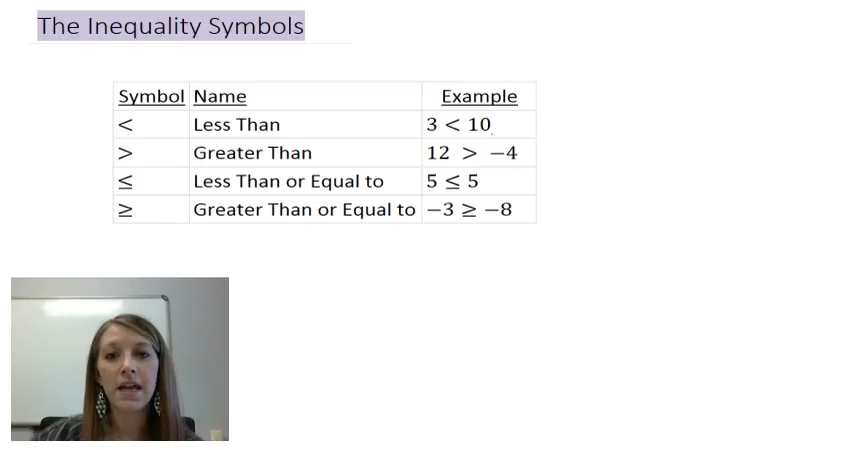 The Inequality Symbols
Symbol Name Example
< Less Than 3 < 10
> Greater Than 12 > −4
≤ Less Than or Equal to 5 ≤ 5
≥ Greater Than or Equal to −3 ≥ −8